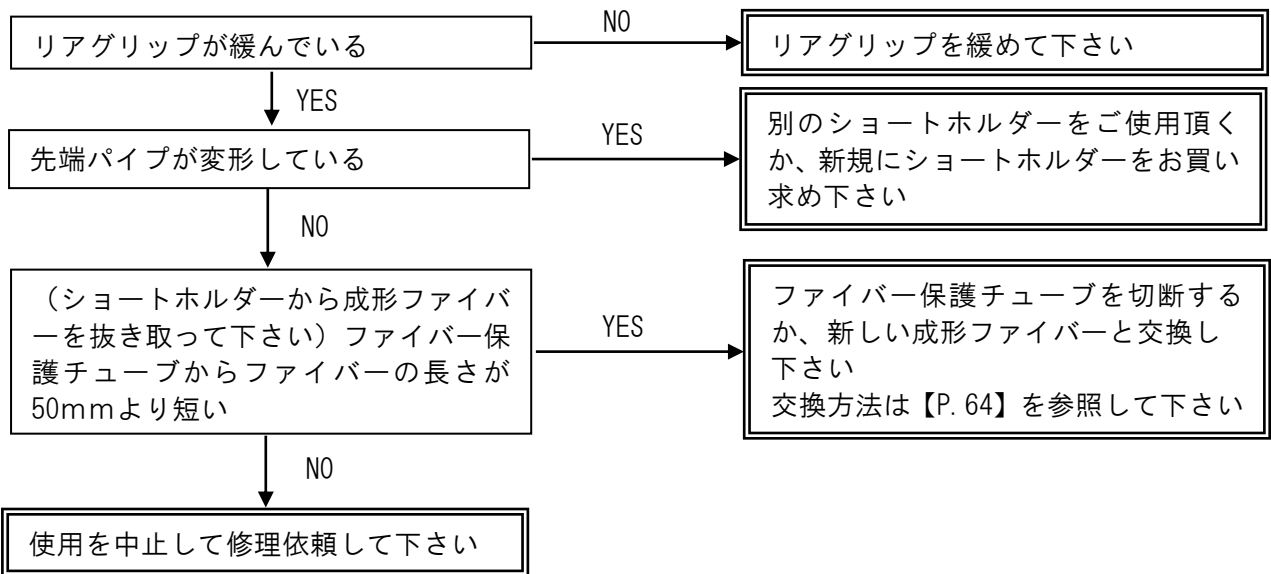 リアグリップが緩んでいる
NO
リアグリップを緩めて下さい
YES
先端パイプが変形している
YES
別のショートホルダーをご使用頂く
か、新規にショートホルダーをお買い
求め下さい
NO
（ショートホルダーから成形ファイバ
ーを抜き取って下さい）ファイバー保
護チューブからファイバーの長さが
50mmより短い
YES
ファイバー保護チューブを切断する
か、新しい成形ファイバーと交換し
下さい
交換方法は【P.64】を参照して下さい
NO
使用を中止して修理依頼して下さい